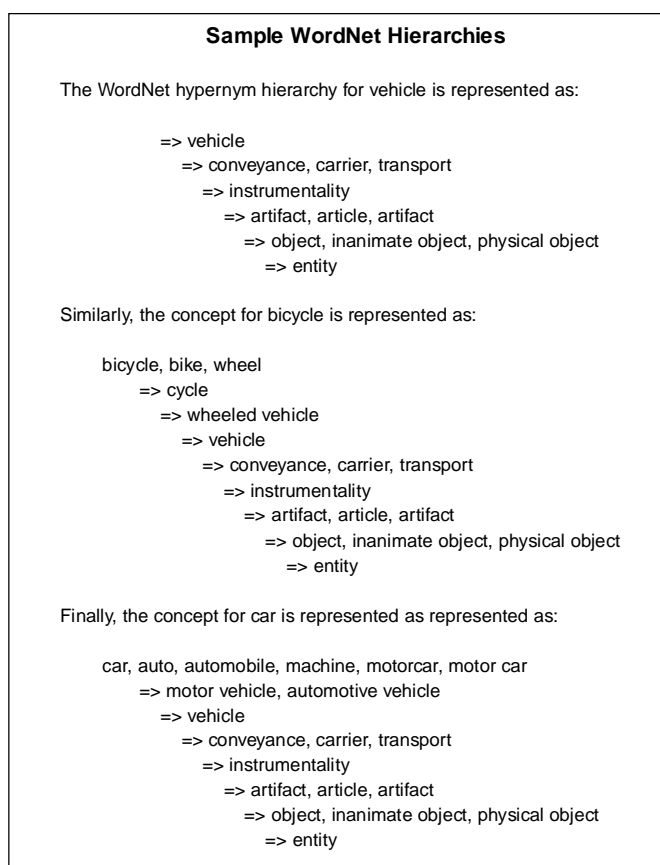 Sample WordNet Hierarchies
The WordNet hypernym hierarchy for vehicle is represented as:
=> vehicle
=> conveyance, carrier, transport
=> instrumentality
=> artifact, article, artifact
=> object, inanimate object, physical object
=> entity
Similarly, the concept for bicycle is represented as:
bicycle, bike, wheel
=> cycle
=> wheeled vehicle
=> vehicle
=> conveyance, carrier, transport
=> instrumentality
=> artifact, article, artifact
=> object, inanimate object, physical object
=> entity
Finally, the concept for car is represented as represented as:
car, auto, automobile, machine, motorcar, motor car
=> motor vehicle, automotive vehicle
=> vehicle
=> conveyance, carrier, transport
=> instrumentality
=> artifact, article, artifact
=> object, inanimate object, physical object
=> entity